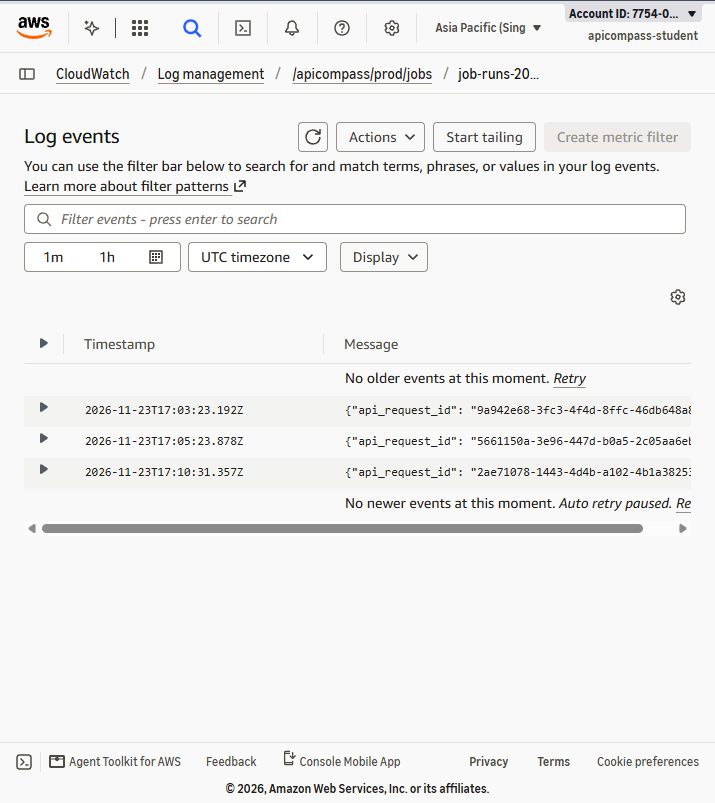 aws
Asia Pacific (Sing
Account ID: 7754-0...
apicompass-student
CloudWatch / Log management / /apicompass/prod/jobs / job-runs-20...
Log events
Actions
Start tailing
Create metric filter
You can use the filter bar below to search for and match terms, phrases, or values in your log events.
Learn more about filter patterns
Filter events - press enter to search
1m 1h UTC timezone Display
Timestamp Message
No older events at this moment. Retry
2026-11-23T17:03:23.192Z {"api_request_id": "9a942e68-3fc3-4f4d-8ffc-46db648a8
2026-11-23T17:05:23.878Z {"api_request_id": "5661150a-3e96-447d-b0a5-2c05aa6eb
2026-11-23T17:10:31.357Z {"api_request_id": "2ae71078-1443-4d4b-a102-4b1a38253
No newer events at this moment. Auto retry paused. Re
Agent Toolkit for AWS Feedback Console Mobile App Privacy Terms Cookie preferences
© 2026, Amazon Web Services, Inc. or its affiliates.